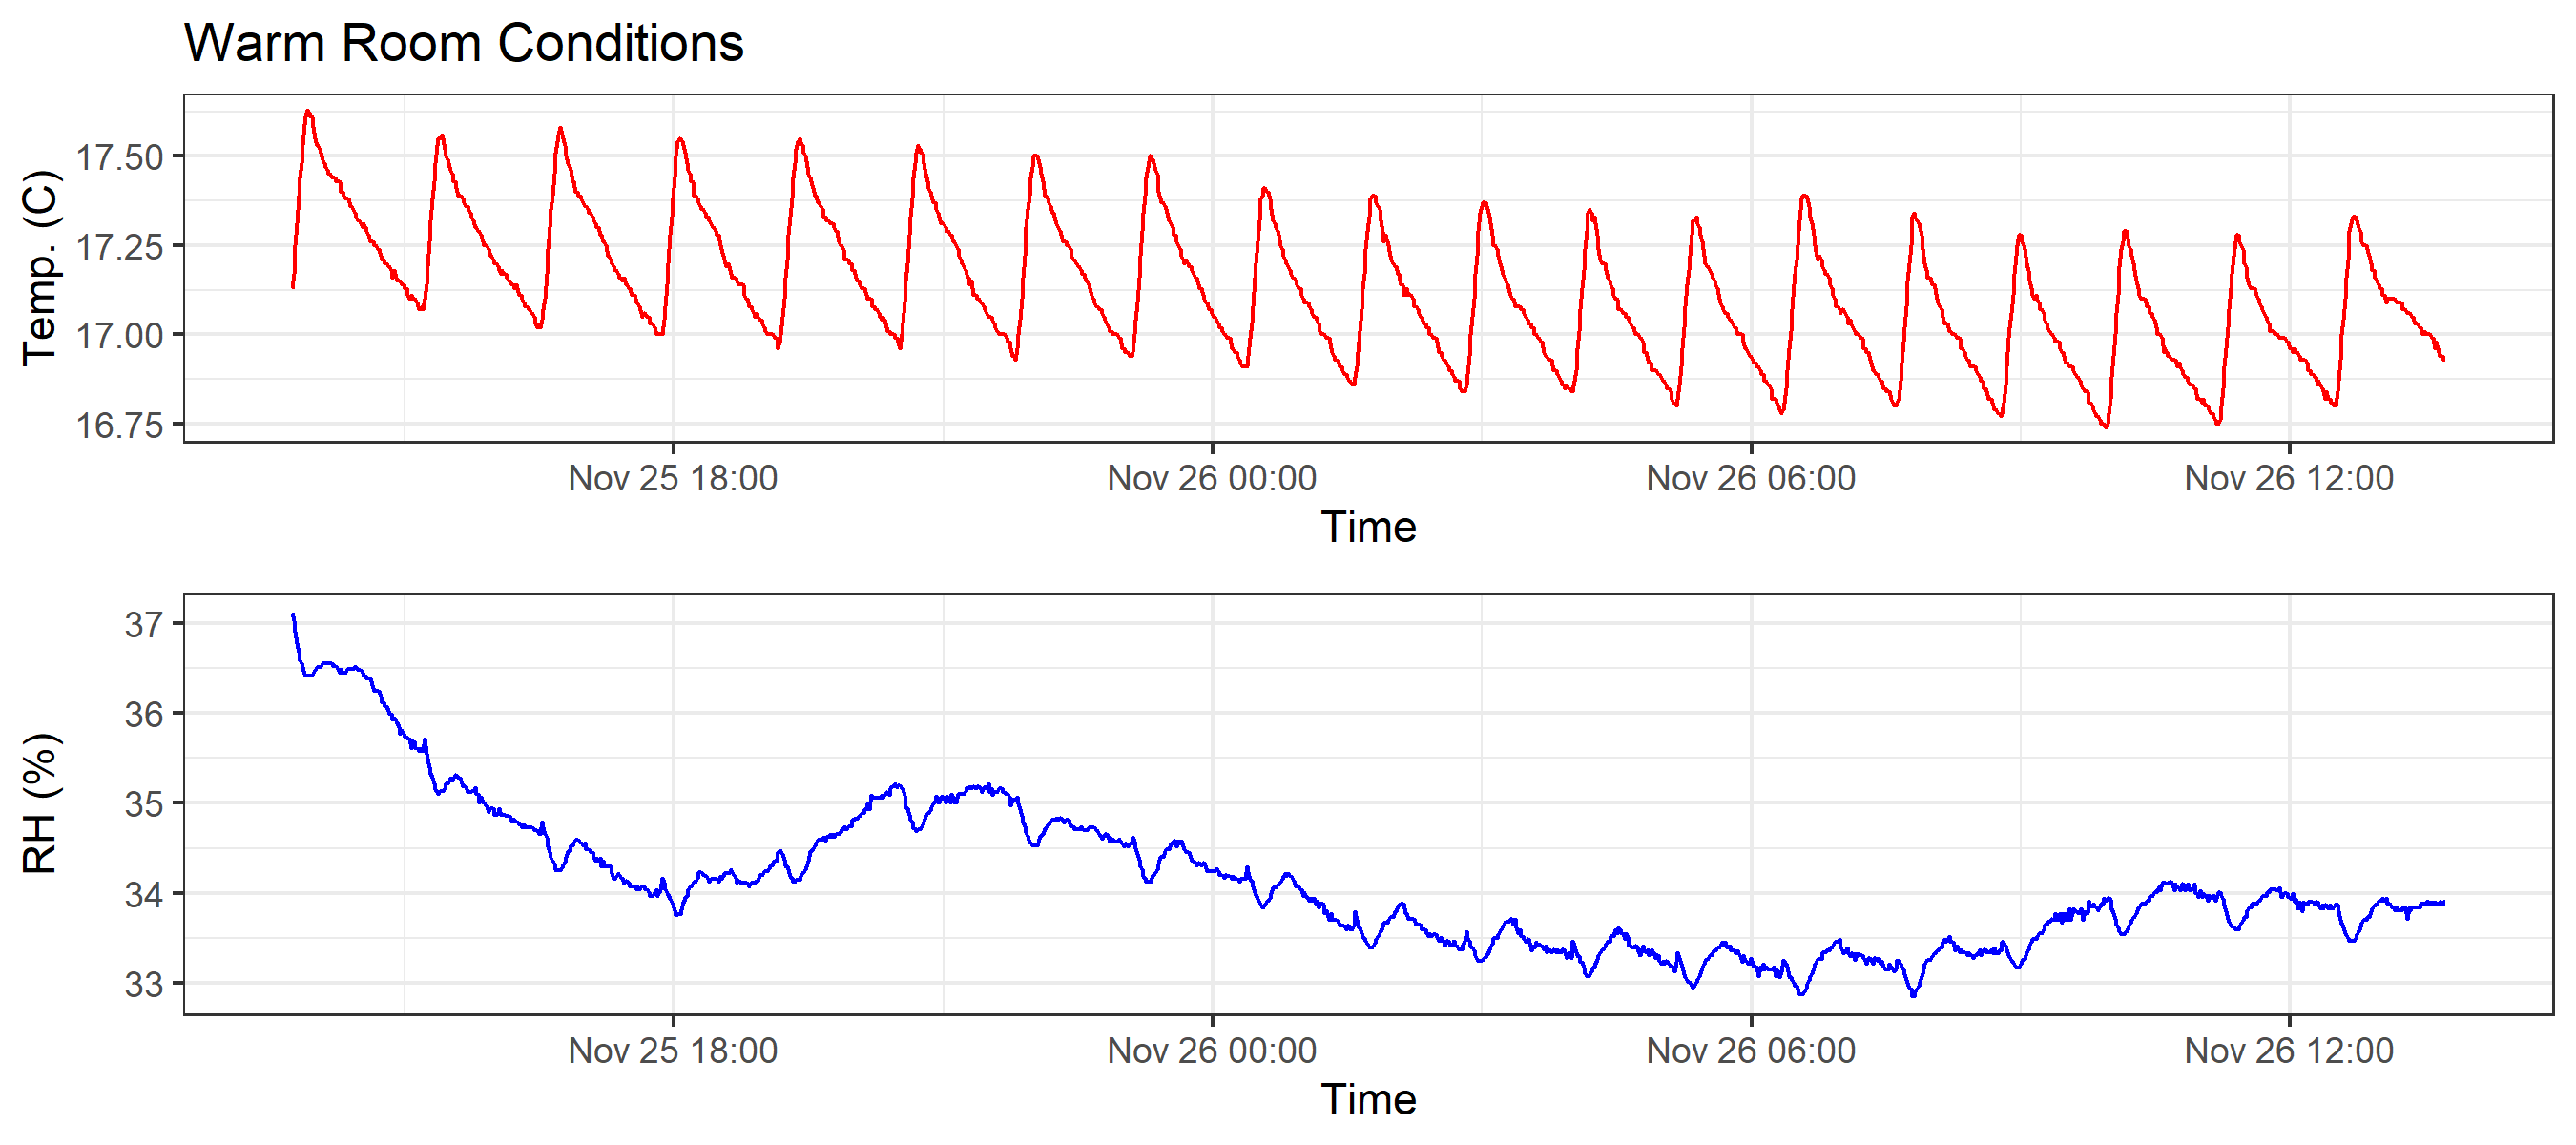 Warm Room Conditions
Temp. (C)
17.50
17.25
17.00
16.75
Nov 25 18:00 Nov 26 00:00 Nov 26 06:00 Nov 26 12:00
Time
RH (%)
37
36
35
34
33
Nov 25 18:00 Nov 26 00:00 Nov 26 06:00 Nov 26 12:00
Time